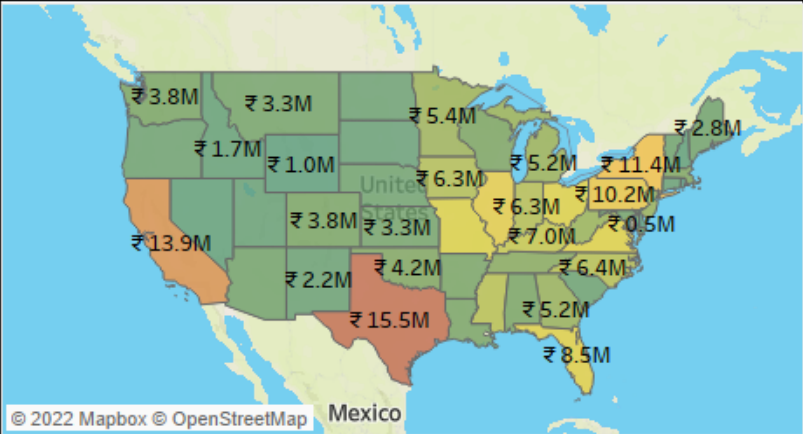 ₹ 3.8M
₹ 3.3M
₹ 5.4M
₹ 2.8M
₹ 1.7M
₹ 1.0M
₹ 5.2M
₹ 11.4M
United States
₹ 6.3M
₹ 10.2M
₹ 6.3M
₹ 3.8M
₹ 3.3M
₹ 0.5M
₹ 7.0M
₹ 13.9M
₹ 4.2M
₹ 6.4M
₹ 2.2M
₹ 15.5M
₹ 5.2M
₹ 8.5M
© 2022 Mapbox © OpenStreetMap
Mexico